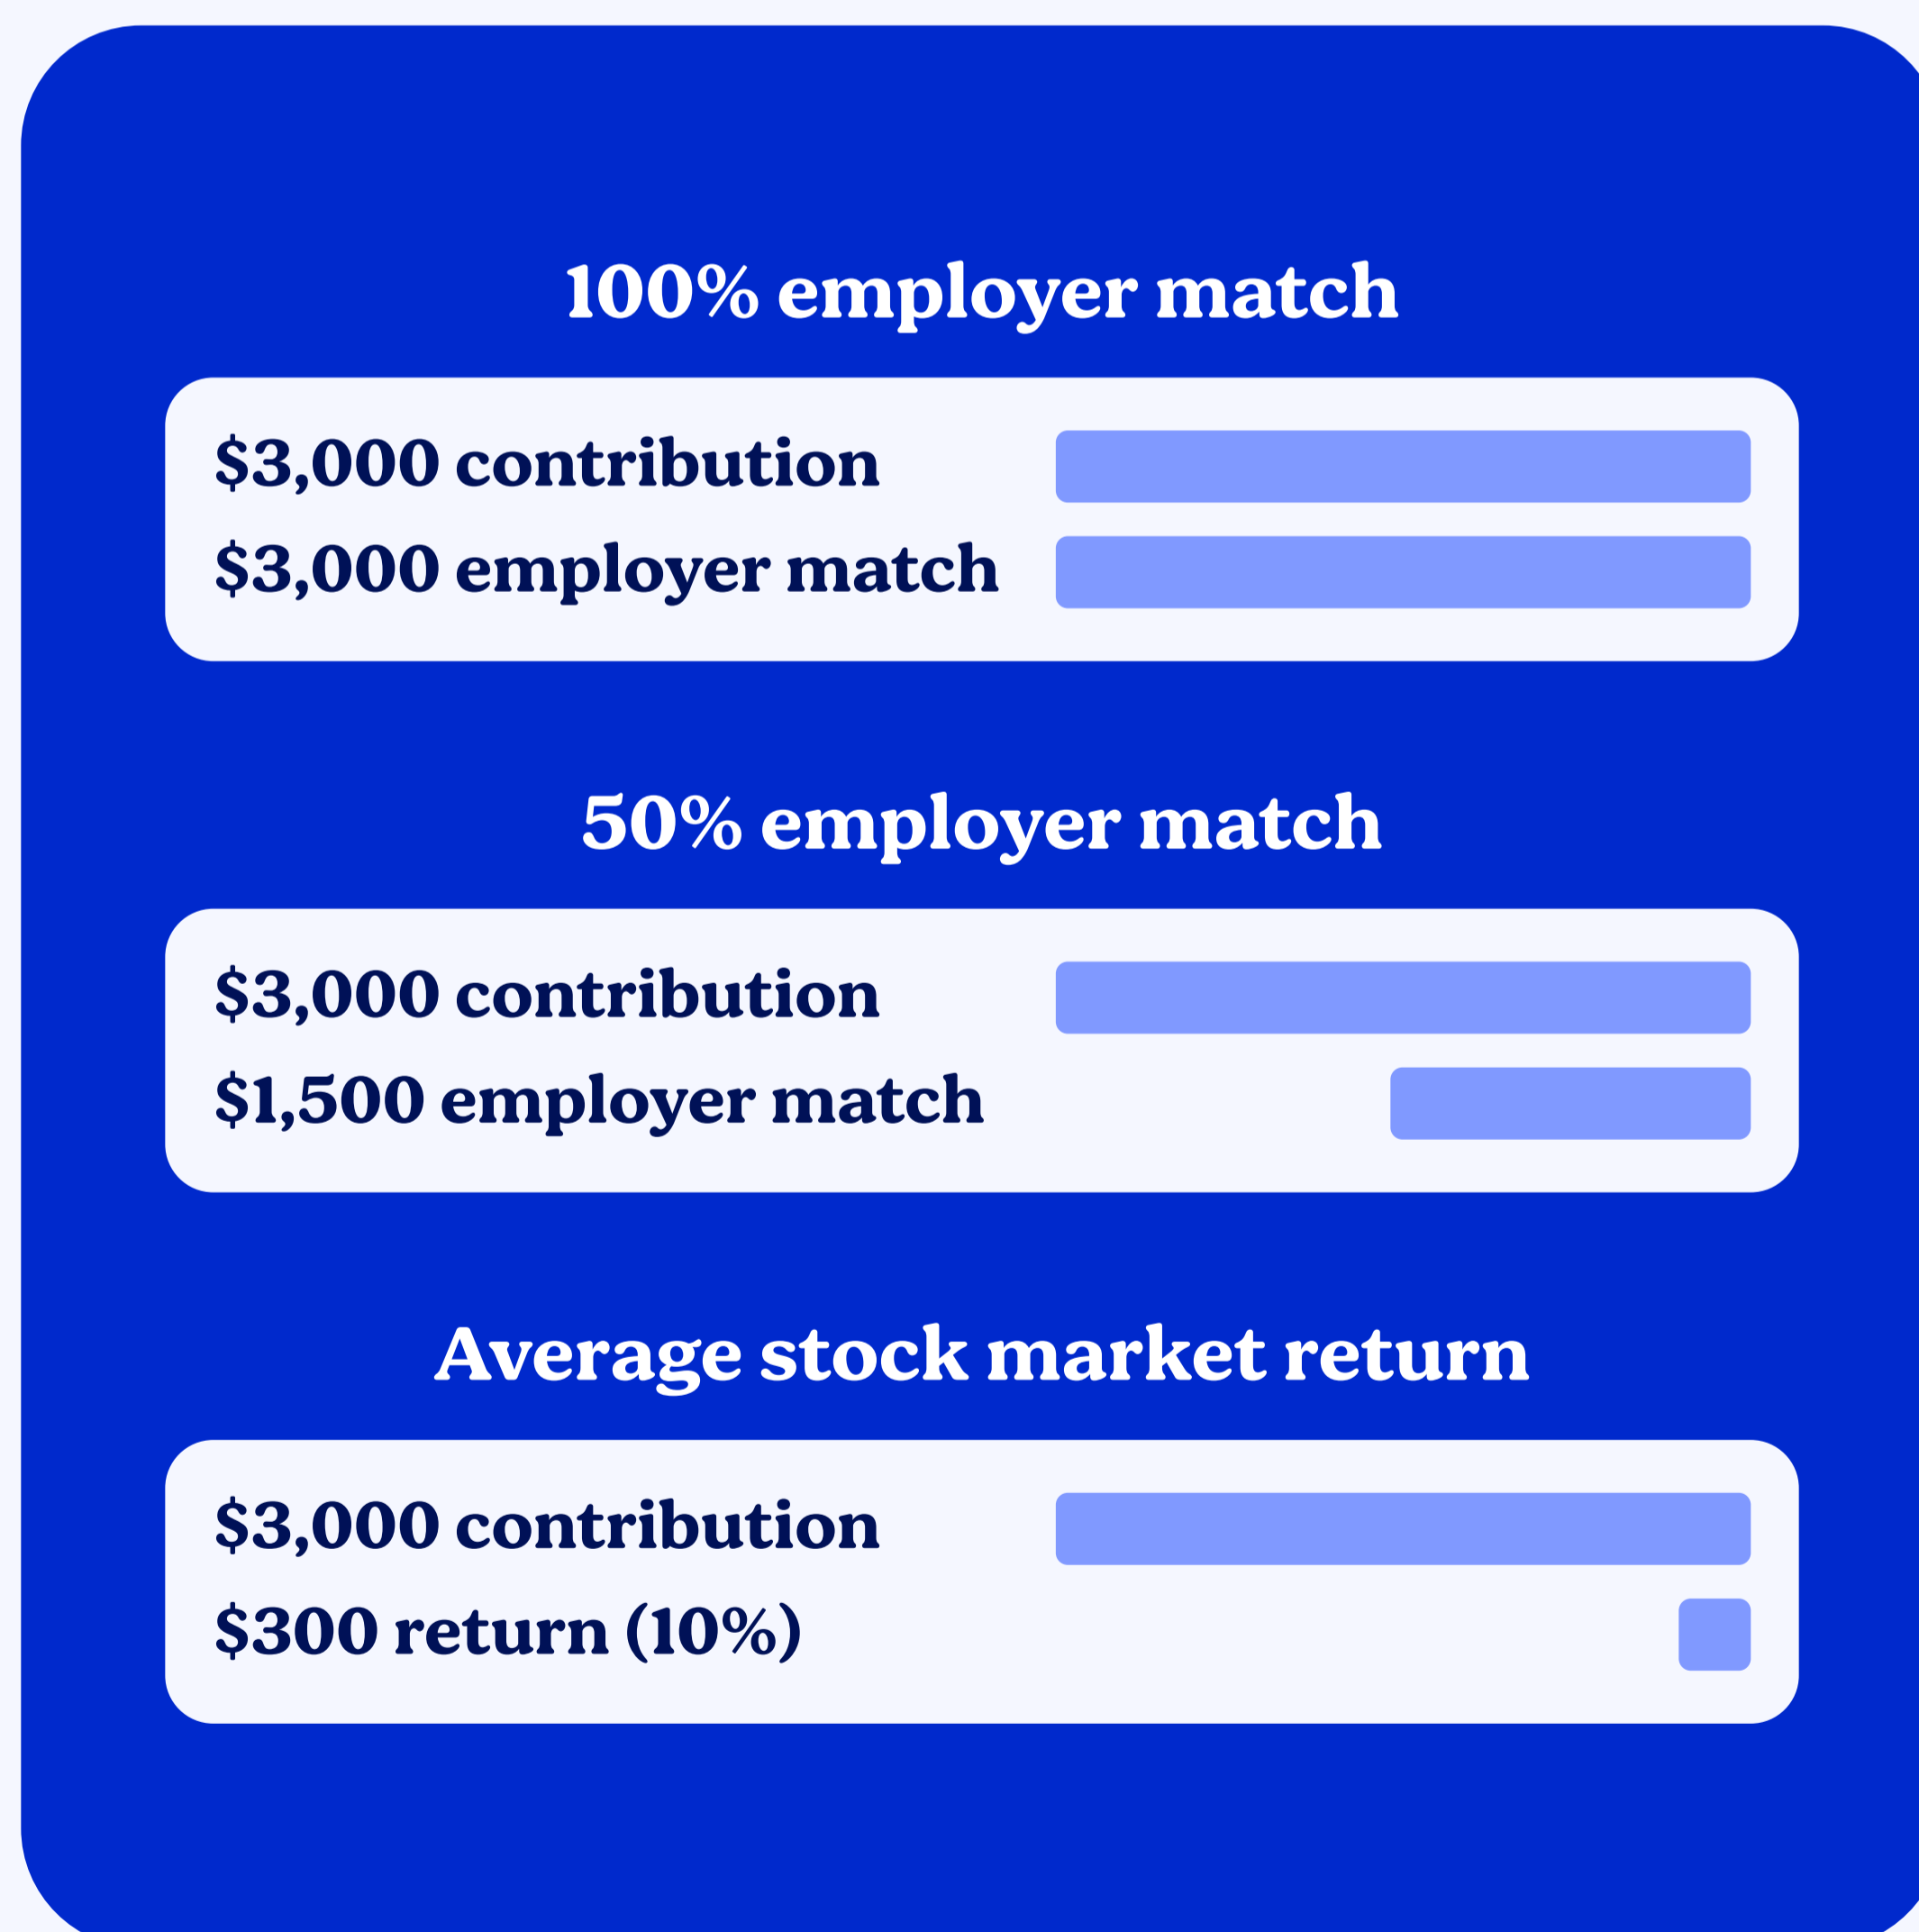 100% employer match
$3,000 contribution
$3,000 employer match
50% employer match
$3,000 contribution
$1,500 employer match
Average stock market return
$3,000 contribution
$300 return (10%)